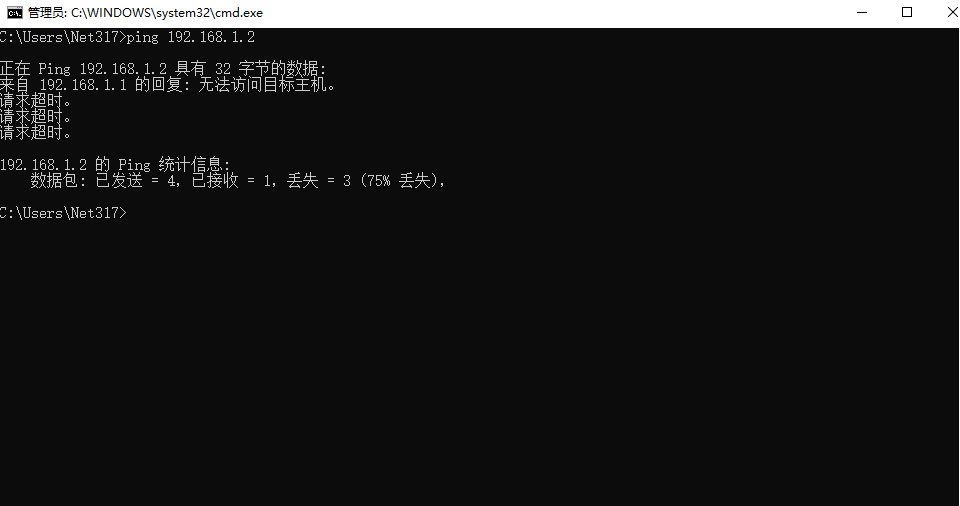 管理员: C:\WINDOWS\system32\cmd.exe
C:\Users\Net317>ping 192.168.1.2
正在 Ping 192.168.1.2 具有 32 字节的数据:
来自 192.168.1.1 的回复: 无法访问目标主机。
请求超时。
请求超时。
请求超时。
192.168.1.2 的 Ping 统计信息:
数据包: 已发送 = 4，已接收 = 1，丢失 = 3 (75% 丢失)，
C:\Users\Net317>